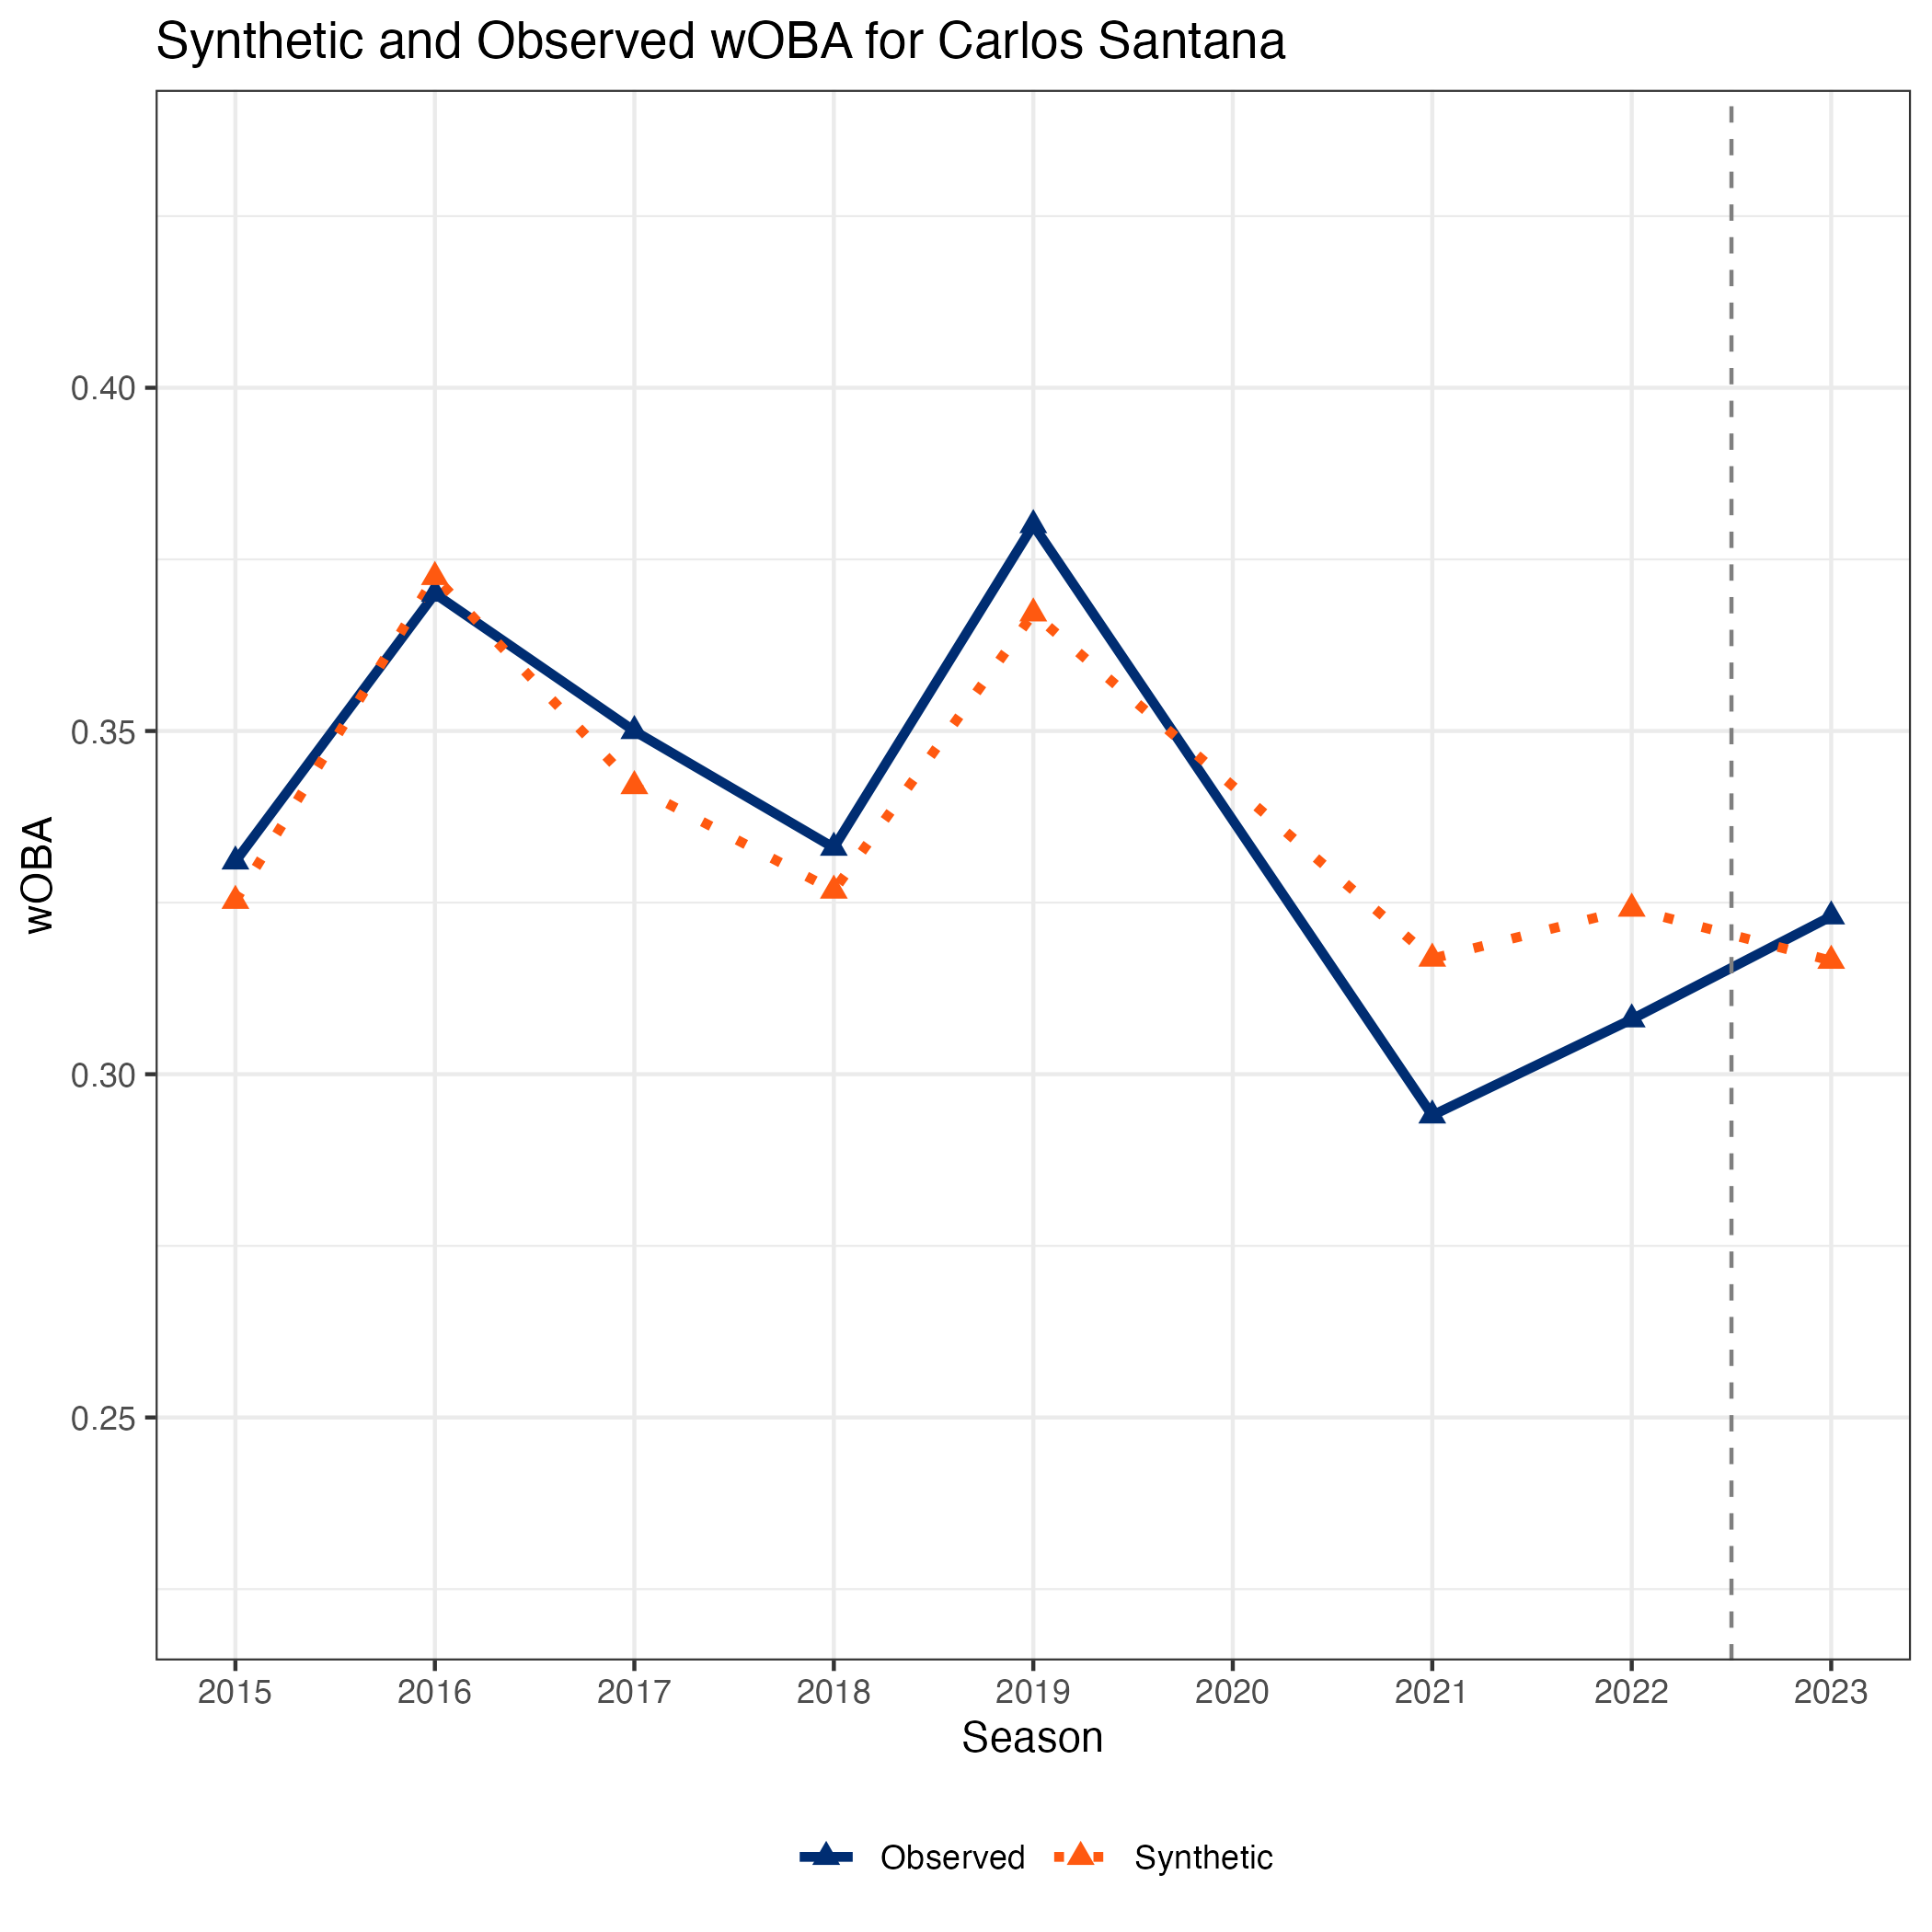 Synthetic and Observed wOBA for Carlos Santana
wOBA
0.40
0.35
0.30
0.25
2015 2016 2017 2018 2019 2020 2021 2022 2023
Season
Observed Synthetic